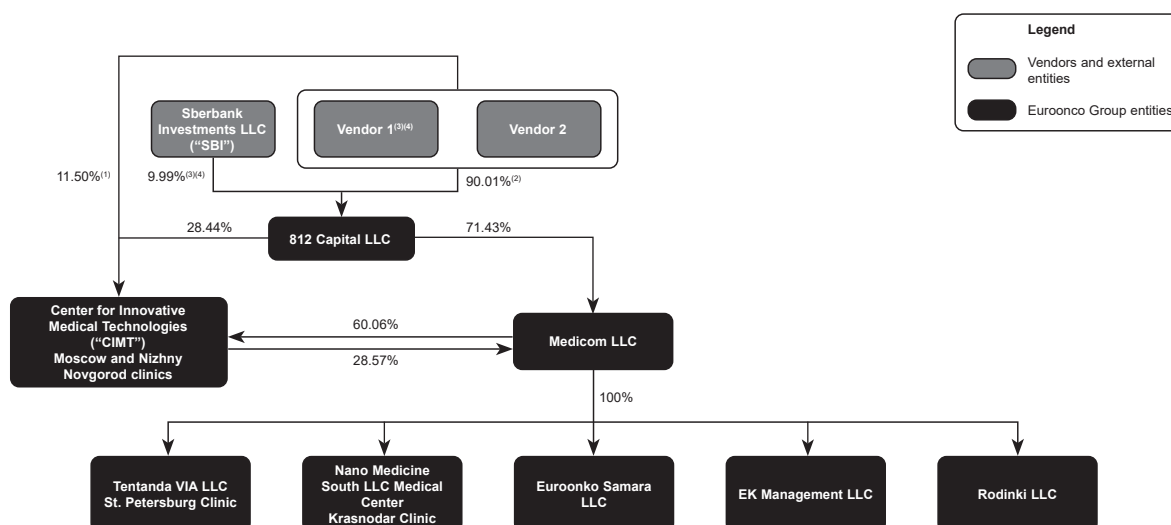 Legend
Vendors and external
entities
Euroonco Group entities
Sberbank
Investments LLC
(“SBI”)
Vendor 1(3)(4)
Vendor 2
11.50%(1)
9.99%(3)(4)
90.01%(2)
28.44%
812 Capital LLC
71.43%
Center for Innovative
Medical Technologies
(“CIMT”)
Moscow and Nizhny
Novgorod clinics
60.06%
28.57%
Medicom LLC
100%
Tentanda VIA LLC
St. Petersburg Clinic
Nano Medicine
South LLC Medical
Center
Krasnodar Clinic
Euroonko Samara
LLC
EK Management LLC
Rodinki LLC